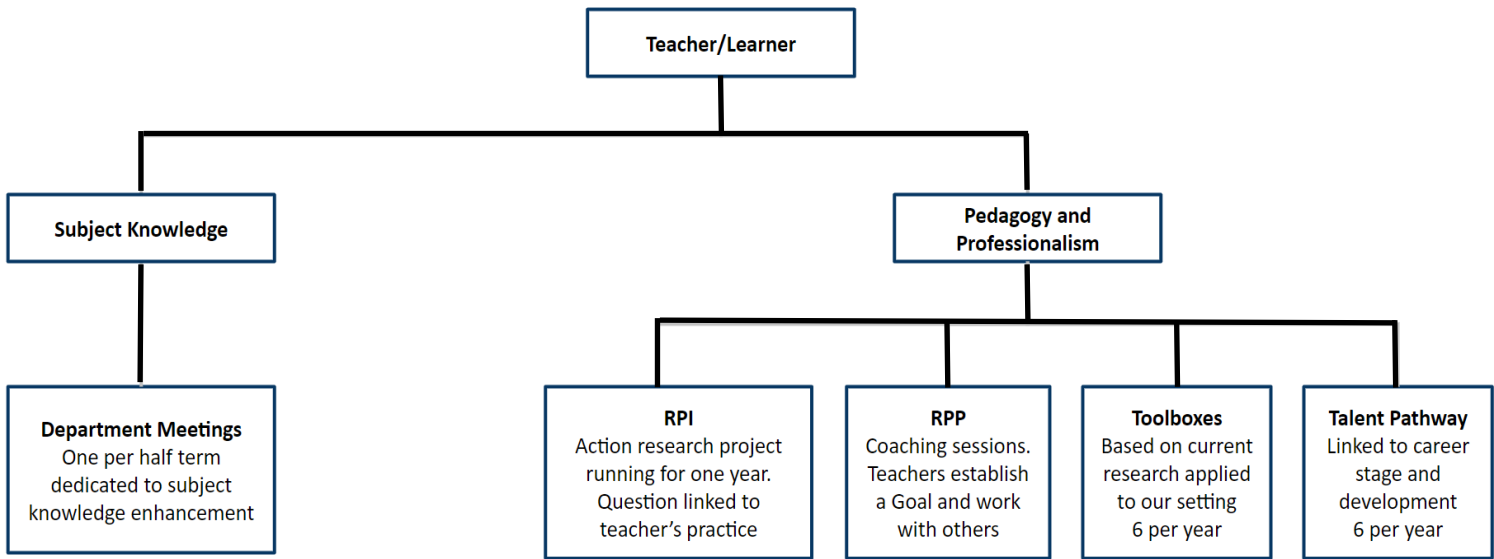 Teacher/Learner
Subject Knowledge
Pedagogy and
Professionalism
Department Meetings
One per half term
dedicated to subject
knowledge enhancement
RPI
Action research project
running for one year.
Question linked to
teacher’s practice
RPP
Coaching sessions.
Teachers establish
a Goal and work
with others
Toolboxes
Based on current
research applied
to our setting
6 per year
Talent Pathway
Linked to career
stage and
development
6 per year